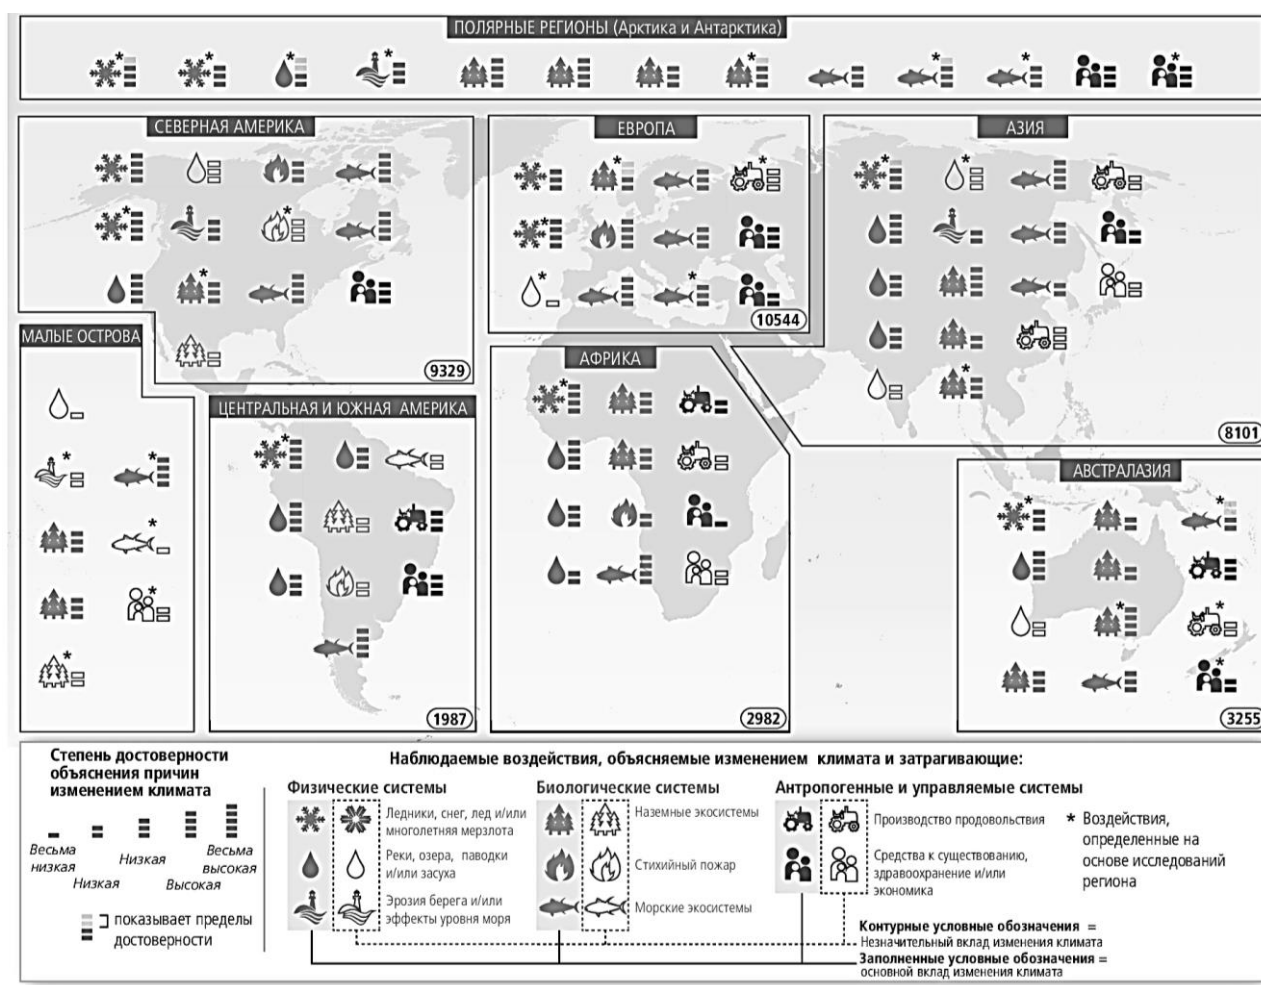 ПОЛЯРНЫЕ РЕГИОНЫ (Арктика и Антарктика)
СЕВЕРНАЯ АМЕРИКА
ЕВРОПА
АЗИЯ
10544
МАЛЫЕ ОСТРОВА
9329
АФРИКА
ЦЕНТРАЛЬНАЯ И ЮЖНАЯ АМЕРИКА
8101
АВСТРАЛАЗИЯ
1987
2982
3255
Степень достоверности
объяснения причин
изменением климата
Весьма
низкая
Низкая
Низкая
Высокая
Весьма
высокая
показывает пределы
достоверности
Наблюдаемые воздействия, объясняемые изменением климата и затрагивающие:
Физические системы
Ледники, снег, лед и/или
многолетняя мерзлота
Реки, озера, паводки
и/или засуха
Эрозия берега и/или
эффекты уровня моря
Биологические системы
Наземные экосистемы
Стихийный пожар
Морские экосистемы
Антропогенные и управляемые системы
Производство продовольствия
Средства к существованию,
здравоохранение и/или
экономика
* Воздействия,
определенные на
основе исследований
региона
Контурные условные обозначения =
Незначительный вклад изменения климата
Заполненные условные обозначения =
основной вклад изменения климата